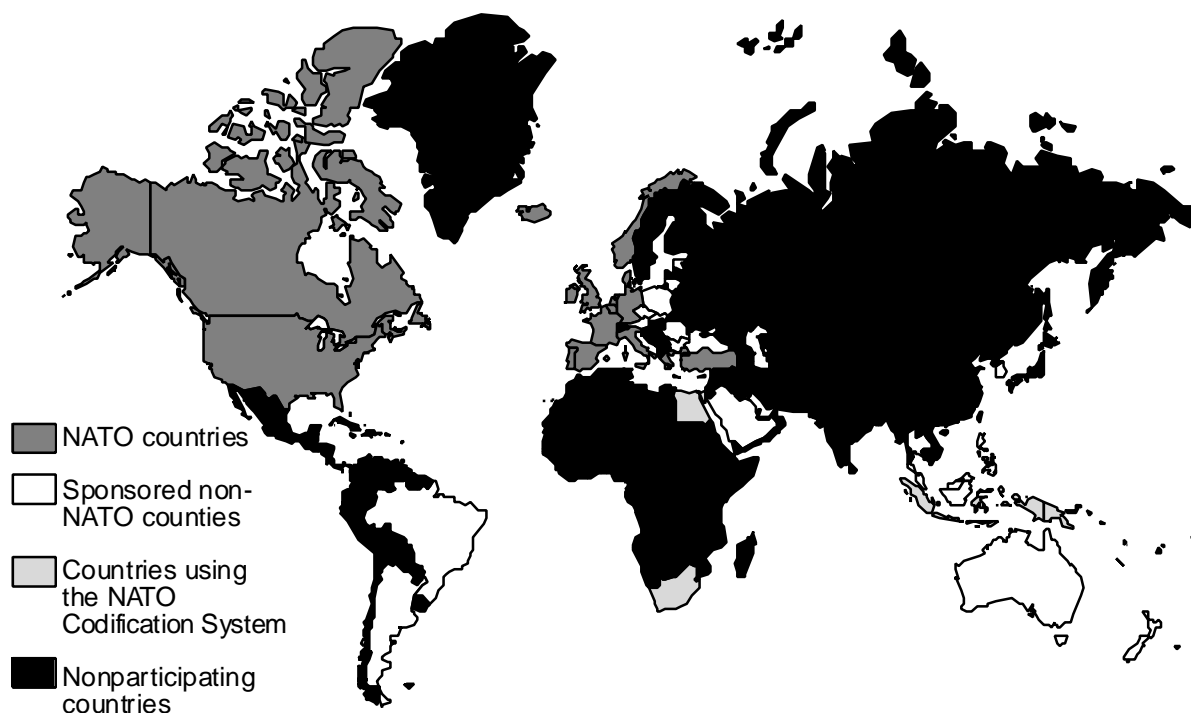 NATO countries
Sponsored non-
NATO counties
Countries using
the NATO
Codification System
Nonparticipating
countries